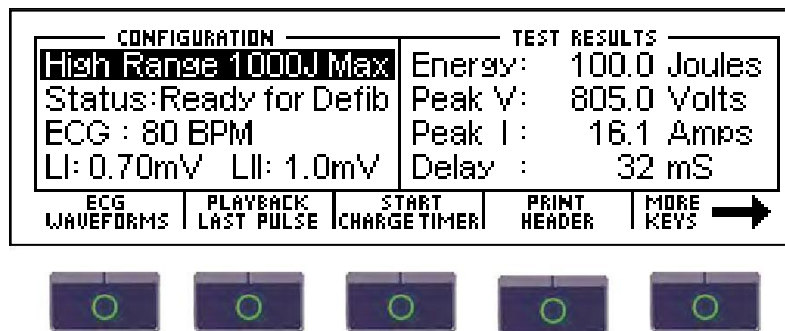 CONFIGURATION
High Range 1000J Max
Status:Ready for Defib
ECG : 80 BPM
LI: 0.70mV LII: 1.0mV
TEST RESULTS
Energy: 100.0 Joules
Peak V: 805.0 Volts
Peak I : 16.1 Amps
Delay : 32 mS
ECG
WAVEFORMS
PLAYBACK
LAST PULSE
START
CHARGE TIMER
PRINT
HEADER
MORE
KEYS